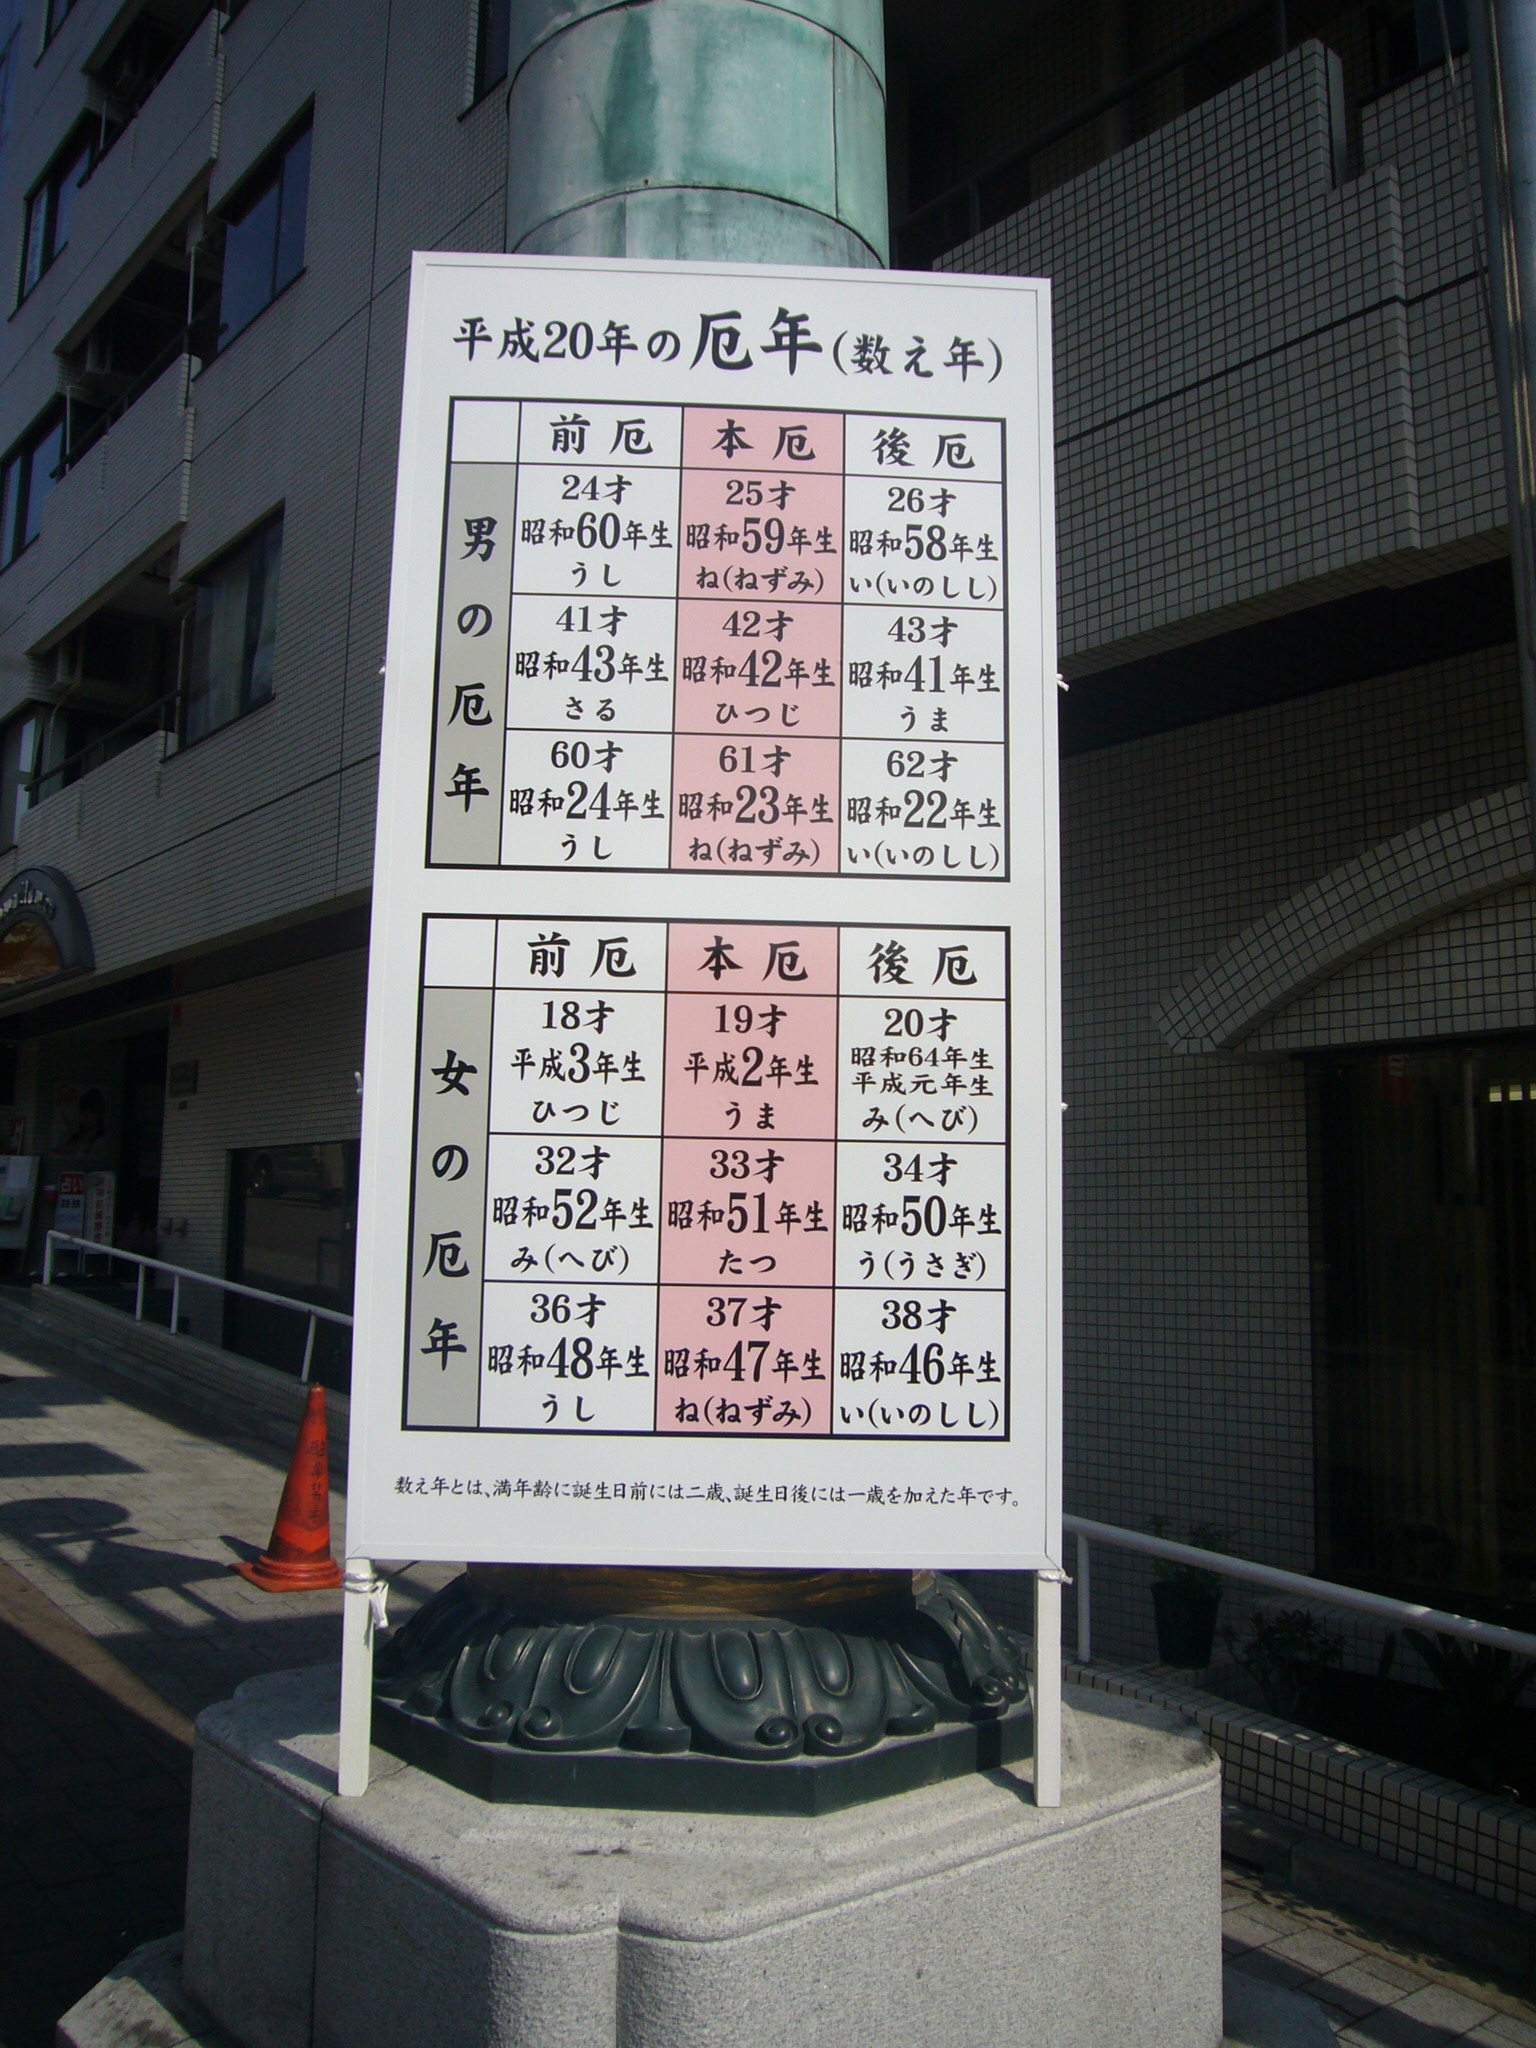 平成20年の厄年(数え年)
前厄 本厄 後厄
男の厄年
24才 25才 26才
昭和60年生 昭和59年生 昭和58年生
うし ね(ねずみ) い(いのしし)
41才 42才 43才
昭和43年生 昭和42年生 昭和41年生
さる ひつじ うま
60才 61才 62才
昭和24年生 昭和23年生 昭和22年生
うし ね(ねずみ) い(いのしし)
前厄 本厄 後厄
女の厄年
18才 19才 20才
平成3年生 平成2年生 昭和64年生
平成元年生
ひつじ うま み(へび)
32才 33才 34才
昭和52年生 昭和51年生 昭和50年生
み(へび) たつ う(うさぎ)
36才 37才 38才
昭和48年生 昭和47年生 昭和46年生
うし ね(ねずみ) い(いのしし)
数え年とは、満年齢に誕生日前には二歳、誕生日後には一歳を加えた年です。
占い